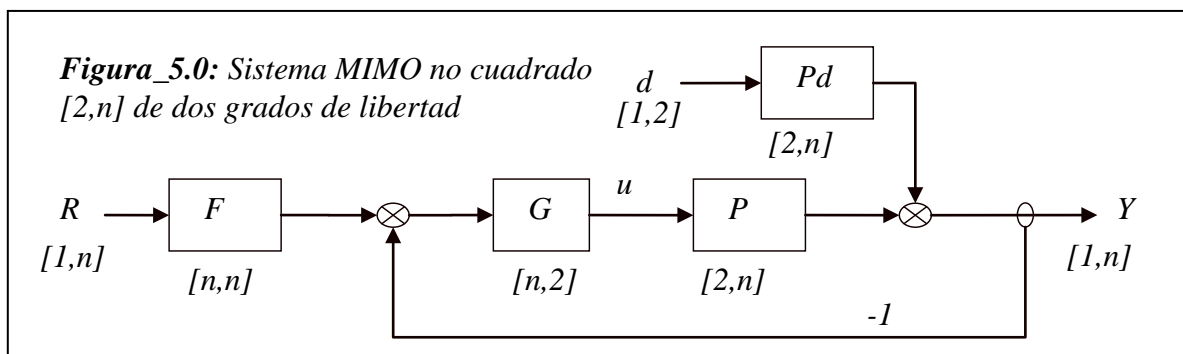 Figura_5.0: Sistema MIMO no cuadrado
[2,n] de dos grados de libertad
d
[1,2]
Pd
[2,n]
R
[1,n]
F
[n,n]
G
[n,2]
u
P
[2,n]
Y
[1,n]
-1